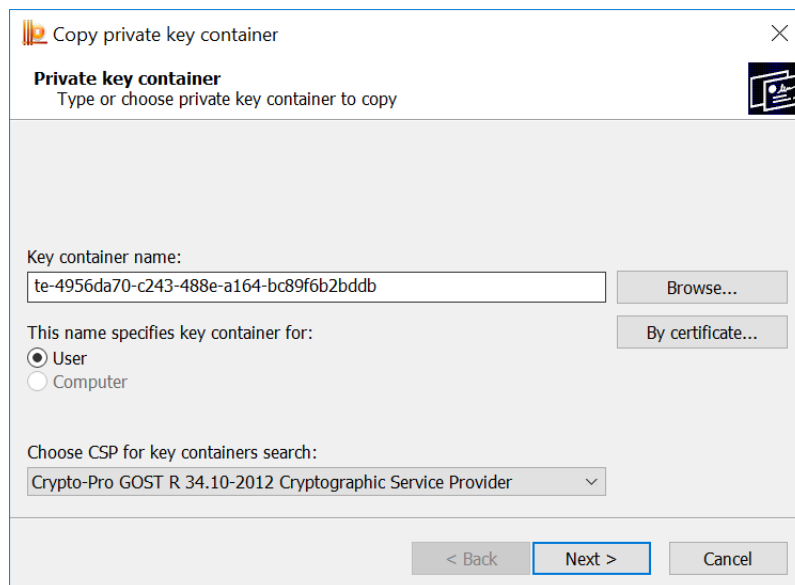 Copy private key container
Private key container
Type or choose private key container to copy
Key container name:
te-4956da70-c243-488e-a164-bc89f6b2bddb
Browse...
This name specifies key container for:
By certificate...
User
Computer
Choose CSP for key containers search:
Crypto-Pro GOST R 34.10-2012 Cryptographic Service Provider
< Back
Next >
Cancel